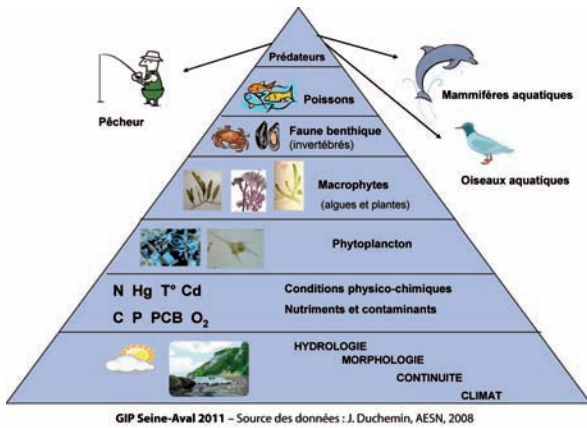 Prédateurs
Pêcheur
Mammifères aquatiques
Oiseaux aquatiques
Poissons
Faune benthique
(invertébrés)
Macrophytes
(algues et plantes)
Phytoplancton
N Hg T° Cd
C P PCB O₂
Conditions physico-chimiques
Nutriments et contaminants
HYDROLOGIE
MORPHOLOGIE
CONTINUITE
CLIMAT
GIP Seine-Aval 2011 – Source des données : J. Duchemin, AESN, 2008